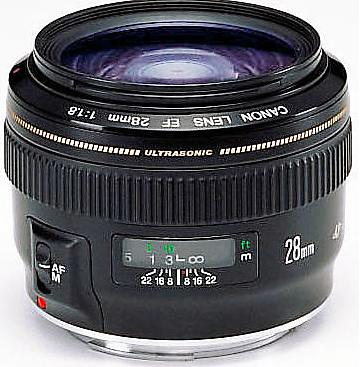 CANON LENS EF 28mm 1:1.8
ULTRASONIC
ft
5 1 3 ∞ m
28mm
22 16 8 8 16 22
AF
M